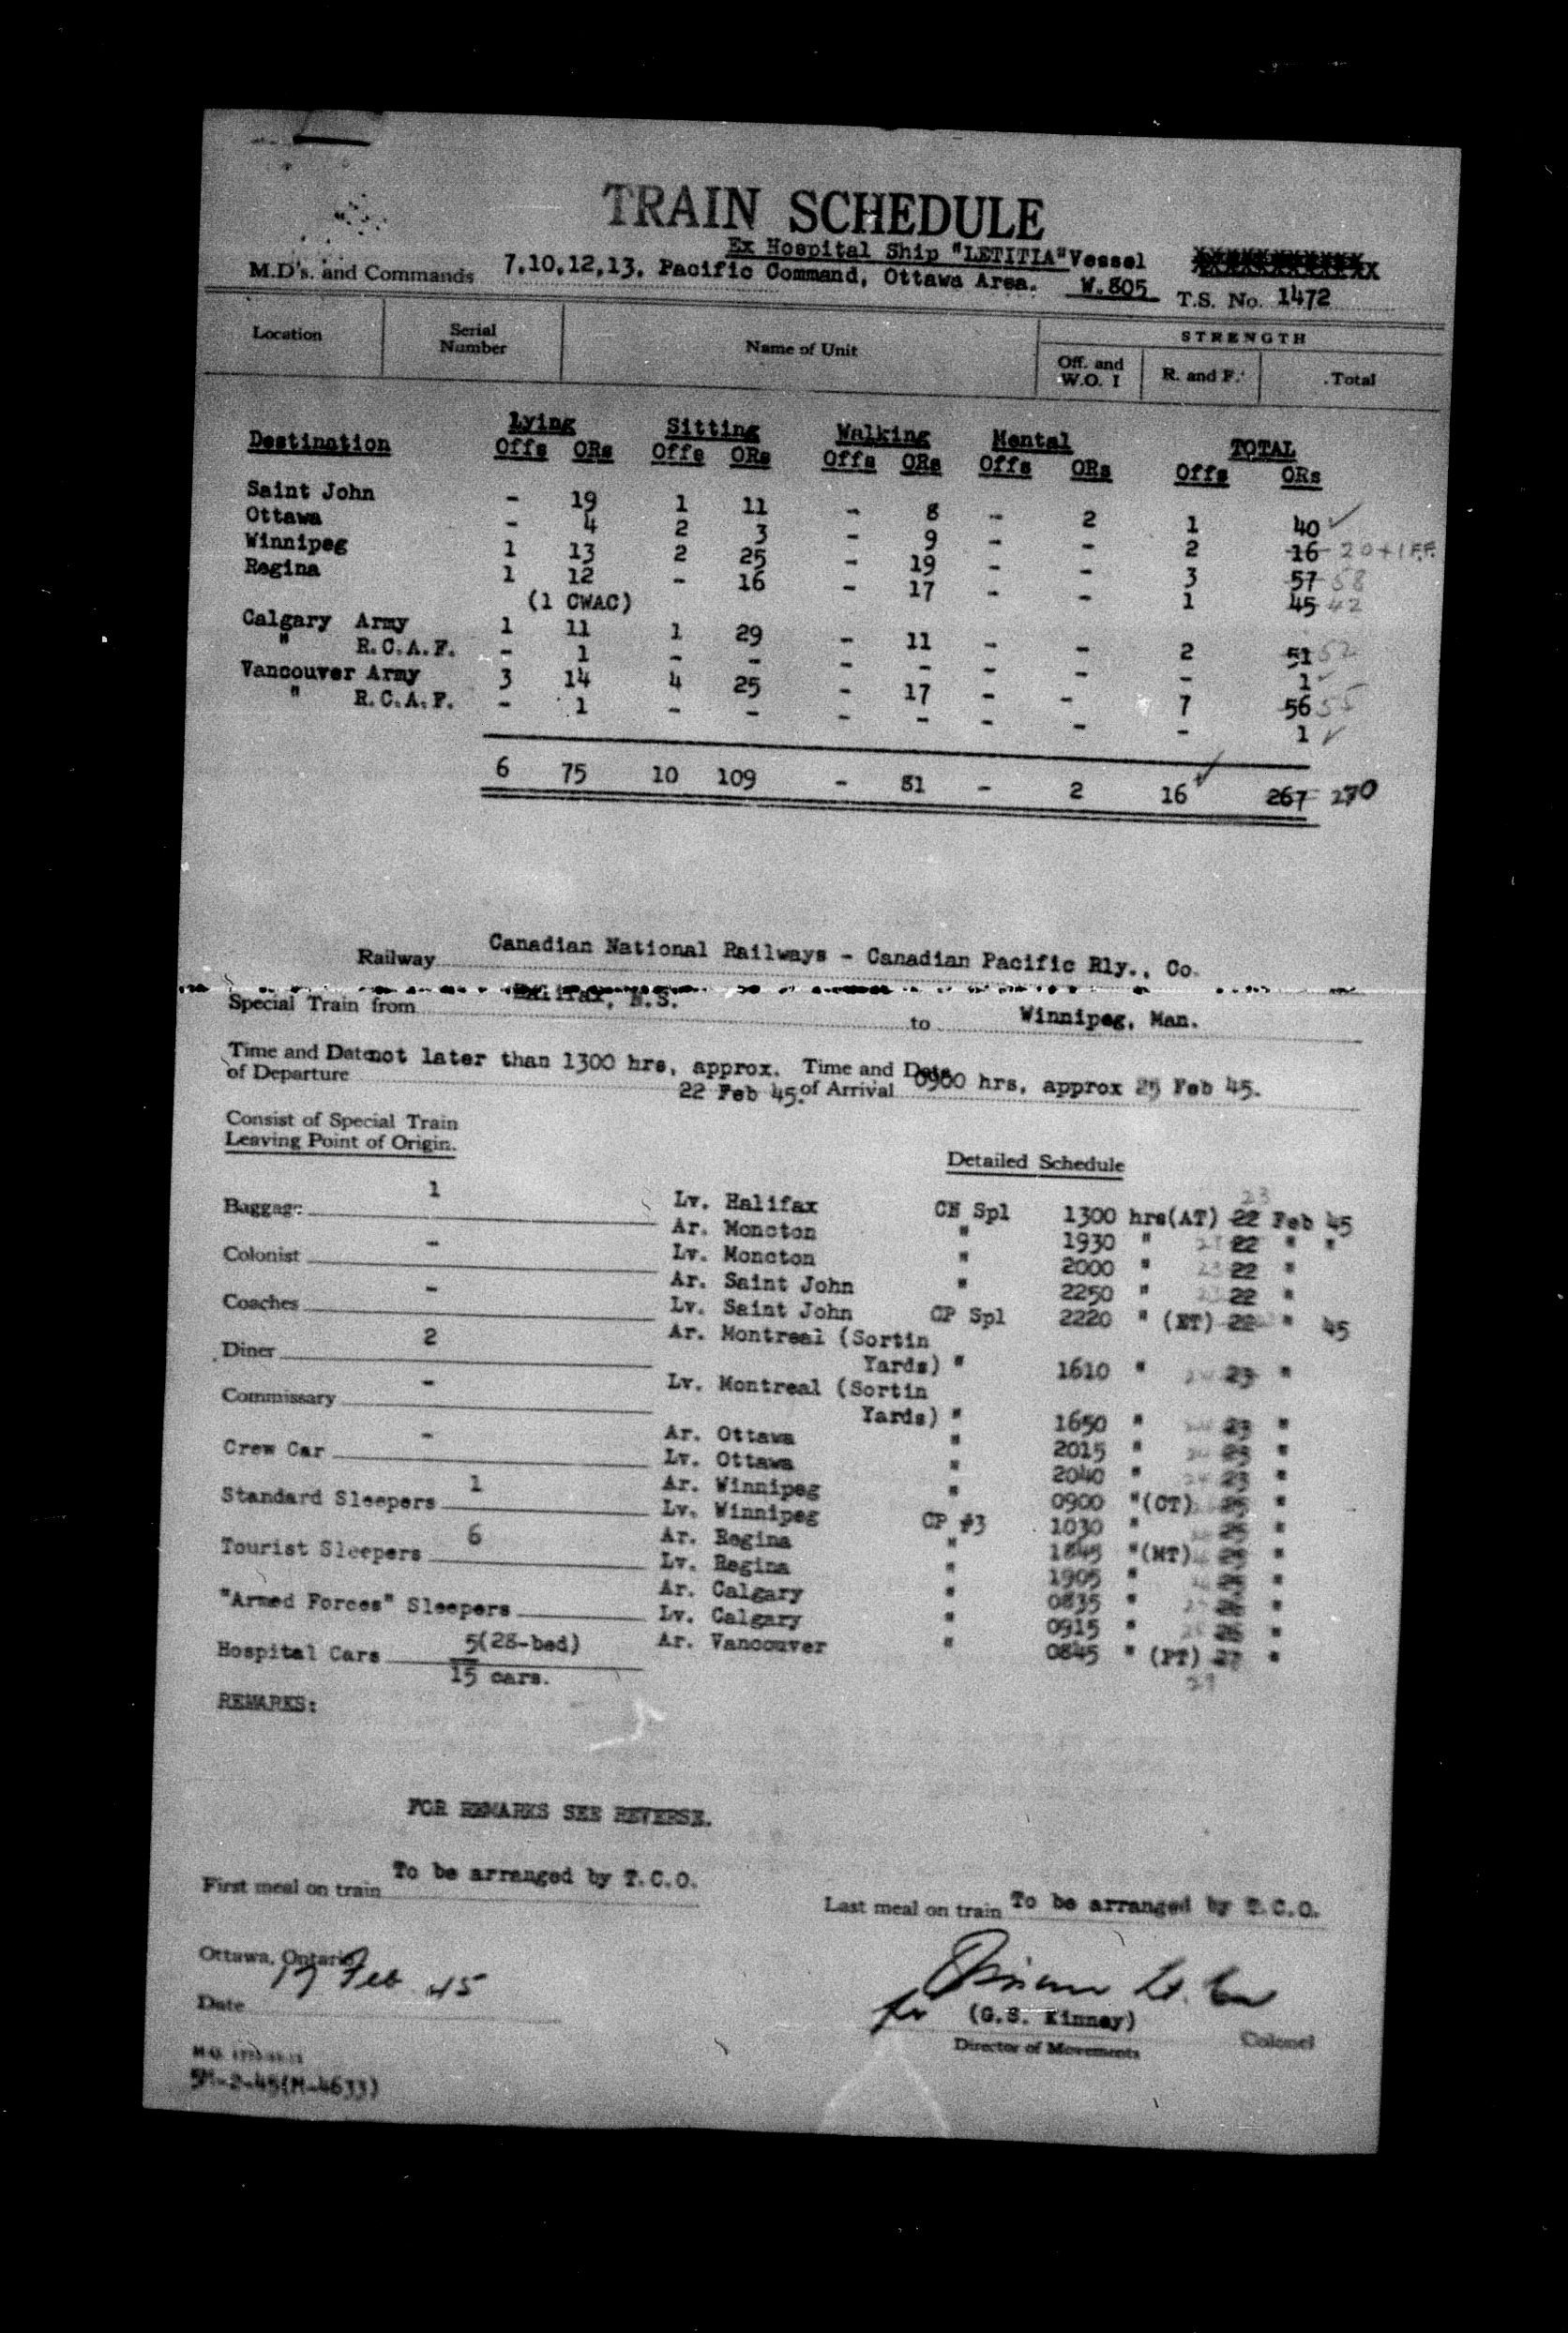 TRAIN SCHEDULE
Ex Hospital Ship "LETITIA" Vessel
M.D's. and Commands 7,10,12,13, Pacific Command, Ottawa Area. W.805 T.S. No. 1472
Location Serial Number Name of Unit STRENGTH
Off. and W.O. I R. and F. Total
Lying Sitting Walking Mental TOTAL
Destination Offs ORs Offs ORs Offs ORs Offs ORs Offs ORs
Saint John - 19 1 11 - 8 - 2 1 40 ✓
Ottawa - 4 2 3 - 9 - - 2 16 20+1 F.F.
Winnipeg 1 13 2 25 - 19 - - 3 57 58
Regina 1 12 - 16 - 17 - - 1 45 42
(1 CWAC)
Calgary Army 1 11 1 29 - 11 - - 2 51 52
" R.C.A.F. - 1 - - - - - - - 1 ✓
Vancouver Army 3 14 4 25 - 17 - - 7 56 55
" R.C.A.F. - 1 - - - - - - - 1 ✓
6 75 10 109 - 81 - 2 16 ✓ 267 270
Railway Canadian National Railways - Canadian Pacific Rly., Co.
Special Train from Halifax, N.S. to Winnipeg, Man.
Time and Date of Departure not later than 1300 hrs, approx. 22 Feb 45. Time and Date of Arrival 0900 hrs, approx 25 Feb 45.
Consist of Special Train
Leaving Point of Origin.
Detailed Schedule
Baggage 1
Colonist -
Coaches -
Diner 2
Commissary -
Crew Car -
Standard Sleepers 1
Tourist Sleepers 6
"Armed Forces" Sleepers
Hospital Cars 5(28-bed)
15 cars.
23
Lv. Halifax CN Spl 1300 hrs(AT) 22 Feb 45
Ar. Moncton " 1930 " 23 22 " "
Lv. Moncton " 2000 " 23 22 "
Ar. Saint John " 2250 " 23 22 "
Lv. Saint John CP Spl 2220 " (ET) 22 " 45
Ar. Montreal (Sortin
Yards) " 1610 " 23 "
Lv. Montreal (Sortin
Yards) " 1650 " 23 "
Ar. Ottawa " 2015 " 23 "
Lv. Ottawa " 2040 " 23 "
Ar. Winnipeg " 0900 "(CT) 25 "
Lv. Winnipeg CP #3 1030 " 25 "
Ar. Regina " 1845 "(MT) 25 "
Lv. Regina " 1905 " 25 "
Ar. Calgary " 0835 " 26 "
Lv. Calgary " 0915 " 26 "
Ar. Vancouver " 0845 " (PT) 27 "
REMARKS:
FOR REMARKS SEE REVERSE.
First meal on train To be arranged by T.C.O.
Last meal on train To be arranged by T.C.O.
Ottawa, Ontario
Date 17 Feb 45
for (G.S. Kinney) Colonel
Director of Movements
5M-2-45(M-4633)